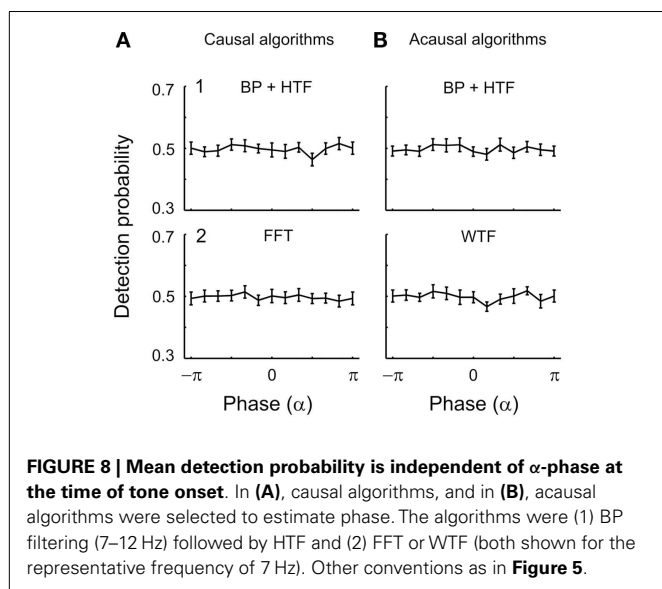 A Causal algorithms B Acausal algorithms
0.7 1 BP + HTF BP + HTF
0.5
0.3
Detection probability
0.7 2 FFT WTF
0.5
0.3
−π 0 π −π 0 π
Phase (α) Phase (α)
FIGURE 8 | Mean detection probability is independent of α-phase at
the time of tone onset. In (A), causal algorithms, and in (B), acausal
algorithms were selected to estimate phase. The algorithms were (1) BP
filtering (7–12 Hz) followed by HTF and (2) FFT or WTF (both shown for the
representative frequency of 7 Hz). Other conventions as in Figure 5.